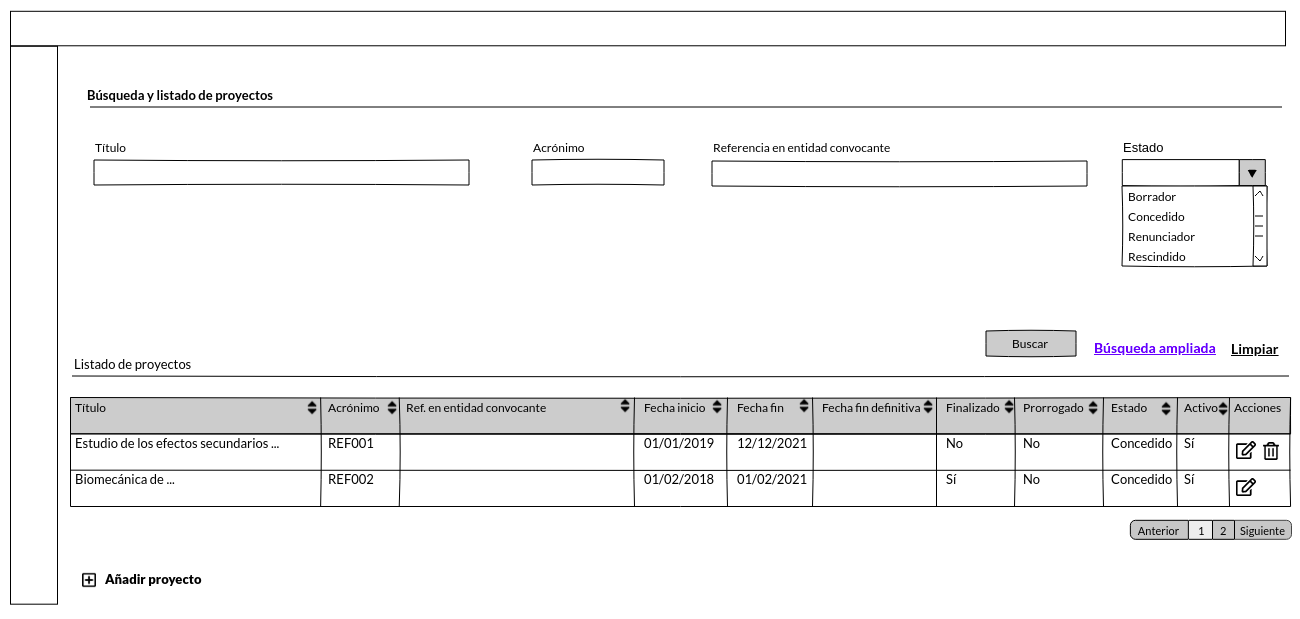 Búsqueda y listado de proyectos
Título Acrónimo Referencia en entidad convocante Estado
Borrador
Concedido
Renunciador
Rescindido
Buscar Búsqueda ampliada Limpiar
Listado de proyectos
Título Acrónimo Ref. en entidad convocante Fecha inicio Fecha fin Fecha fin definitiva Finalizado Prorrogado Estado Activo Acciones
Estudio de los efectos secundarios ... REF001 01/01/2019 12/12/2021 No No Concedido Sí
Biomecánica de ... REF002 01/02/2018 01/02/2021 Sí No Concedido Sí
Anterior 1 2 Siguiente
Añadir proyecto